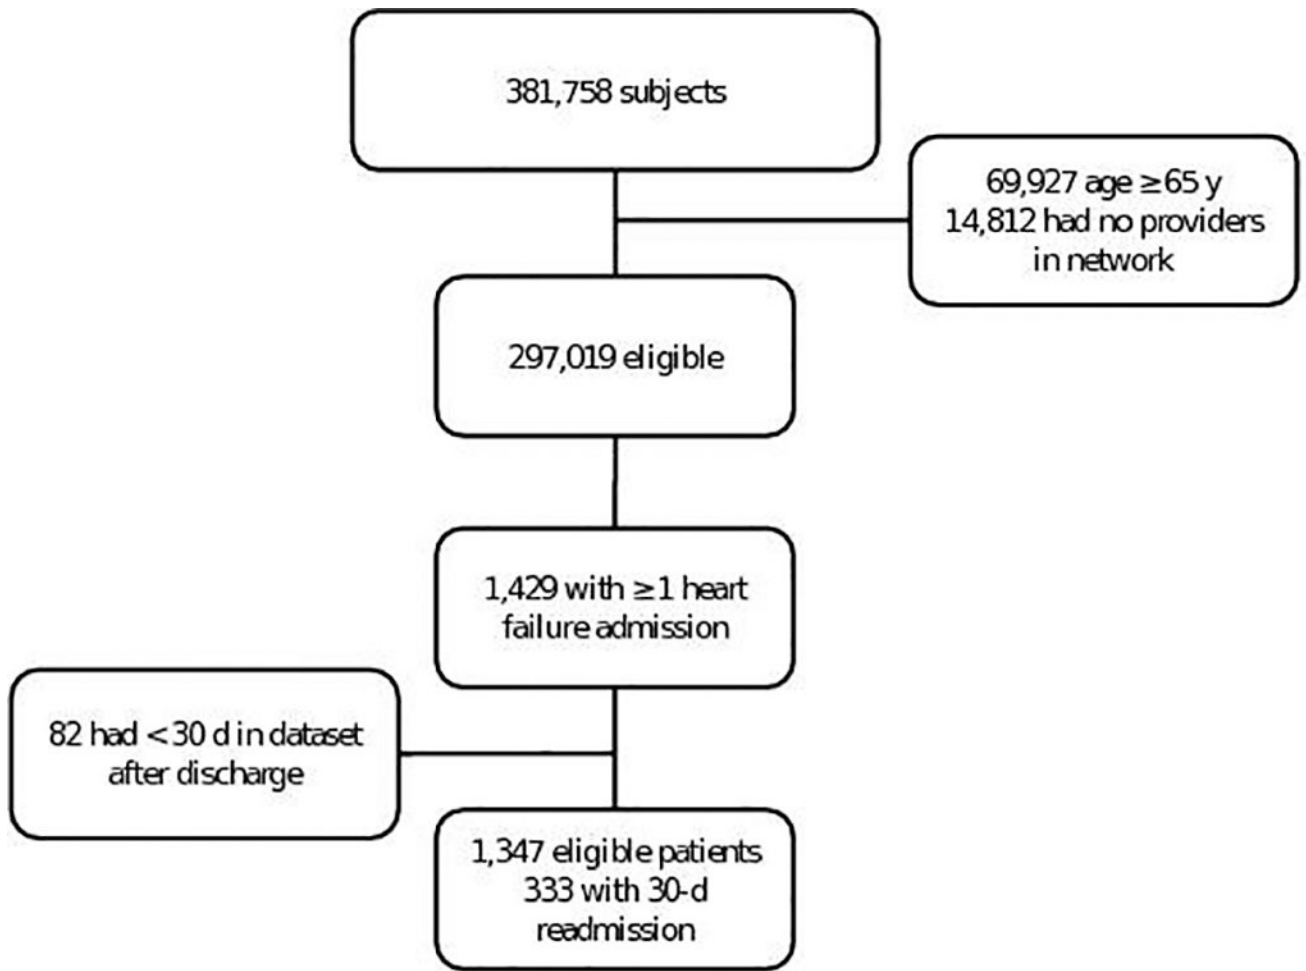 381,758 subjects
69,927 age ≥65 y
14,812 had no providers
in network
297,019 eligible
1,429 with ≥1 heart
failure admission
82 had <30 d in dataset
after discharge
1,347 eligible patients
333 with 30-d
readmission